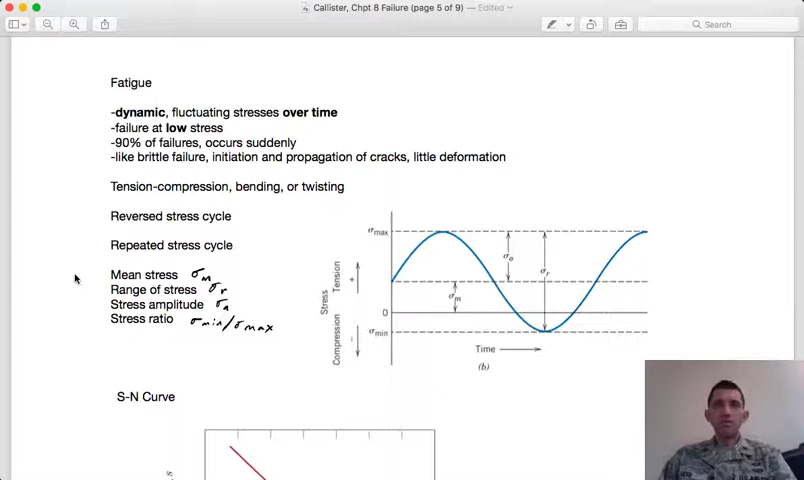 Callister, Chpt 8 Failure (page 5 of 9) — Edited
Search
Fatigue
-dynamic, fluctuating stresses over time
-failure at low stress
-90% of failures, occurs suddenly
-like brittle failure, initiation and propagation of cracks, little deformation
Tension-compression, bending, or twisting
Reversed stress cycle
Repeated stress cycle
Mean stress σm
Range of stress σr
Stress amplitude σa
Stress ratio σmin/σmax
σmax
σa
σr
σm
Stress
Tension
+
0
Compression
−
σmin
Time
(b)
S-N Curve